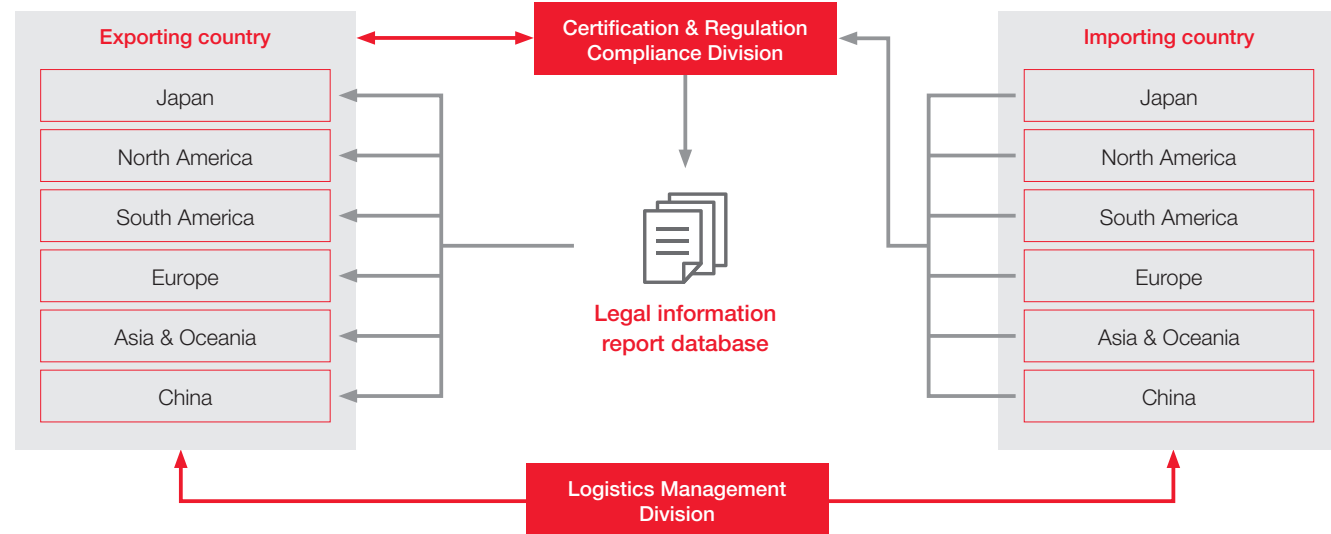 Exporting country
Japan
North America
South America
Europe
Asia & Oceania
China
Certification & Regulation
Compliance Division
Legal information
report database
Importing country
Japan
North America
South America
Europe
Asia & Oceania
China
Logistics Management
Division